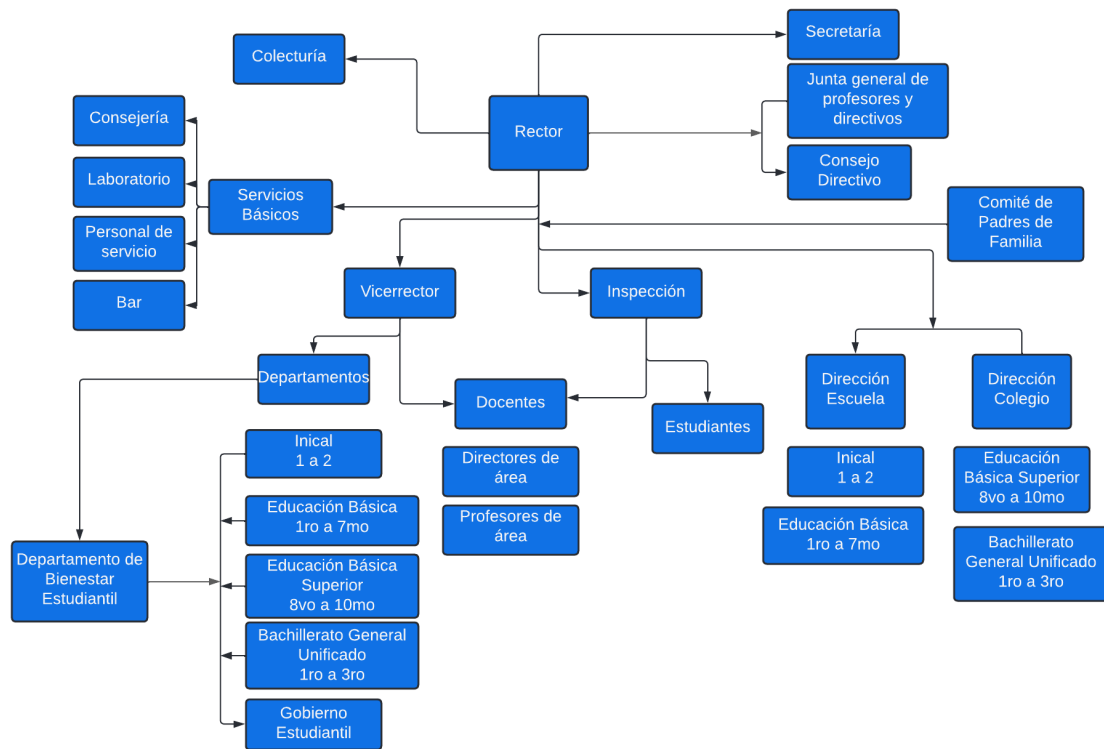 Secretaría
Colecturía
Junta general de
profesores y
directivos
Consejería
Rector
Consejo
Directivo
Laboratorio
Servicios
Básicos
Comité de
Padres de
Familia
Personal de
servicio
Bar
Vicerrector
Inspección
Departamentos
Docentes
Estudiantes
Dirección
Escuela
Dirección
Colegio
Inical
1 a 2
Directores de
área
Inical
1 a 2
Educación
Básica Superior
8vo a 10mo
Educación Básica
1ro a 7mo
Profesores de
área
Educación Básica
1ro a 7mo
Bachillerato
General Unificado
1ro a 3ro
Departamento de
Bienestar
Estudiantil
Educación Básica
Superior
8vo a 10mo
Bachillerato General
Unificado
1ro a 3ro
Gobierno
Estudiantil